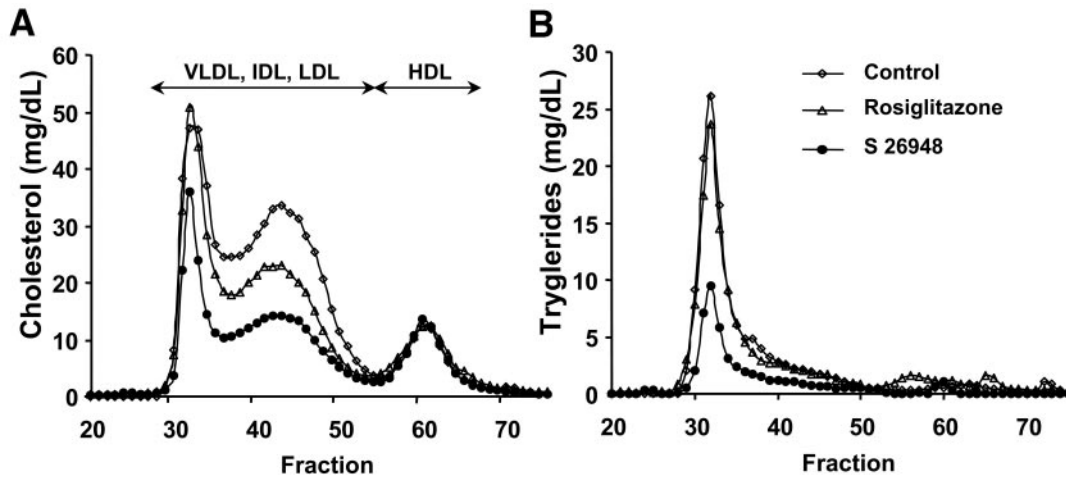 A
Cholesterol (mg/dL)
60
50
40
30
20
10
0
VLDL, IDL, LDL
HDL
20 30 40 50 60 70
Fraction
B
Tryglerides (mg/dL)
30
25
20
15
10
5
0
Control
Rosiglitazone
S 26948
20 30 40 50 60 70
Fraction